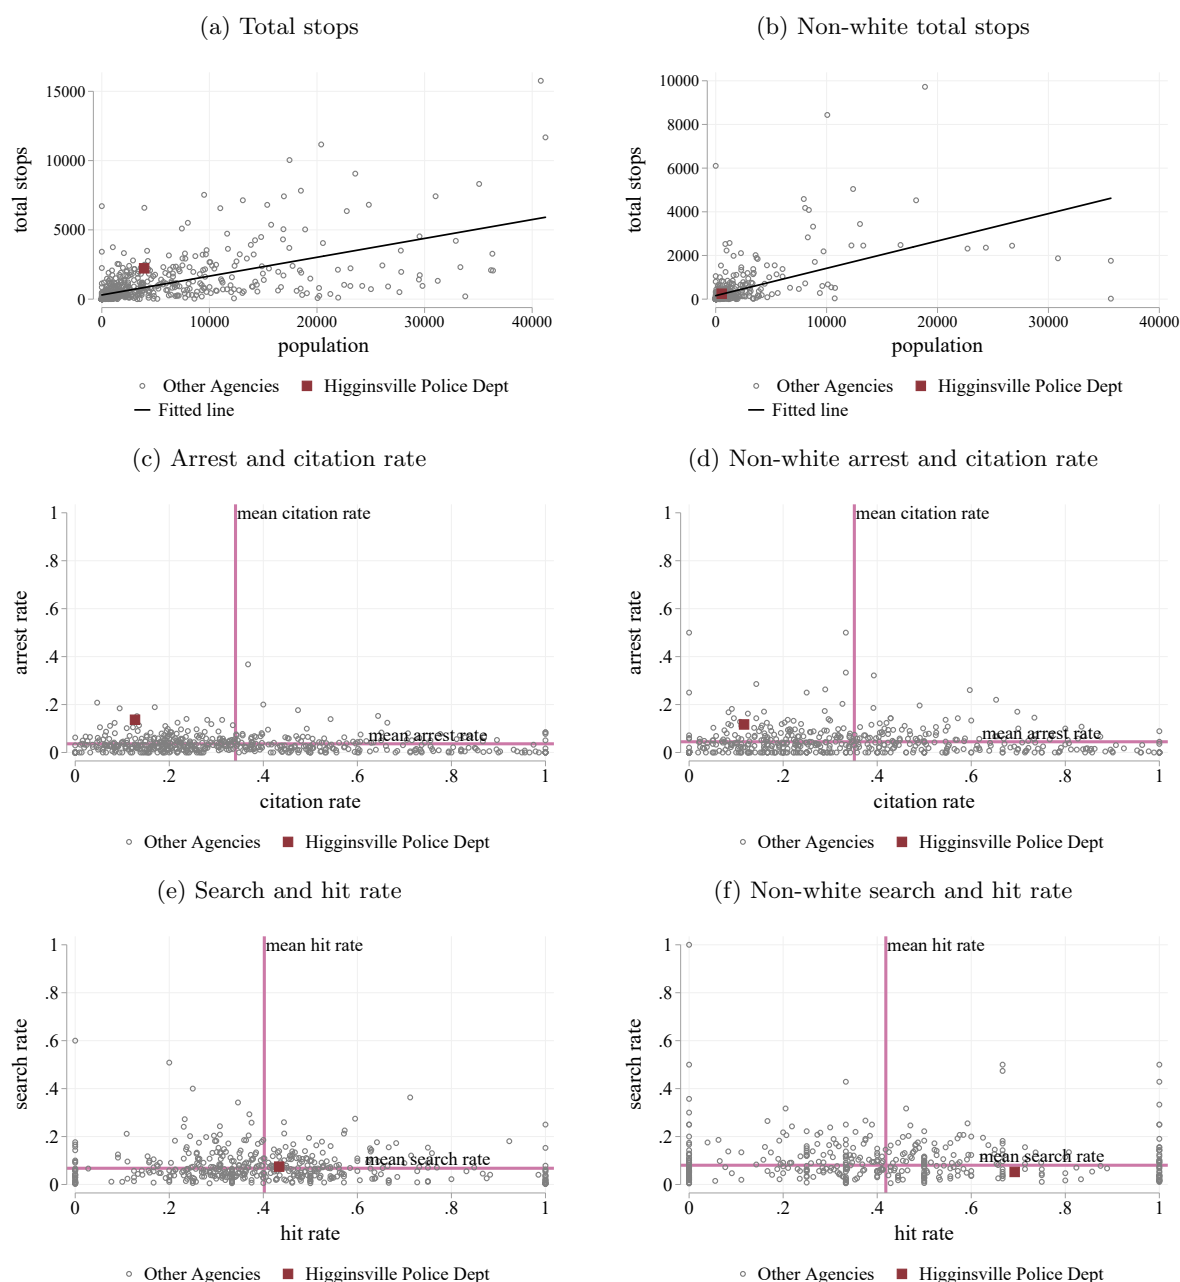 (a) Total stops
(b) Non-white total stops
total stops
15000
10000
5000
0
0 10000 20000 30000 40000
population
Other Agencies Higginsville Police Dept
Fitted line
total stops
10000
8000
6000
4000
2000
0
0 10000 20000 30000 40000
population
Other Agencies Higginsville Police Dept
Fitted line
(c) Arrest and citation rate
(d) Non-white arrest and citation rate
mean citation rate
arrest rate
1
.8
.6
.4
.2
0
mean arrest rate
0 .2 .4 .6 .8 1
citation rate
Other Agencies Higginsville Police Dept
mean citation rate
arrest rate
1
.8
.6
.4
.2
0
mean arrest rate
0 .2 .4 .6 .8 1
citation rate
Other Agencies Higginsville Police Dept
(e) Search and hit rate
(f) Non-white search and hit rate
mean hit rate
search rate
1
.8
.6
.4
.2
0
mean search rate
0 .2 .4 .6 .8 1
hit rate
Other Agencies Higginsville Police Dept
mean hit rate
search rate
1
.8
.6
.4
.2
0
mean search rate
0 .2 .4 .6 .8 1
hit rate
Other Agencies Higginsville Police Dept